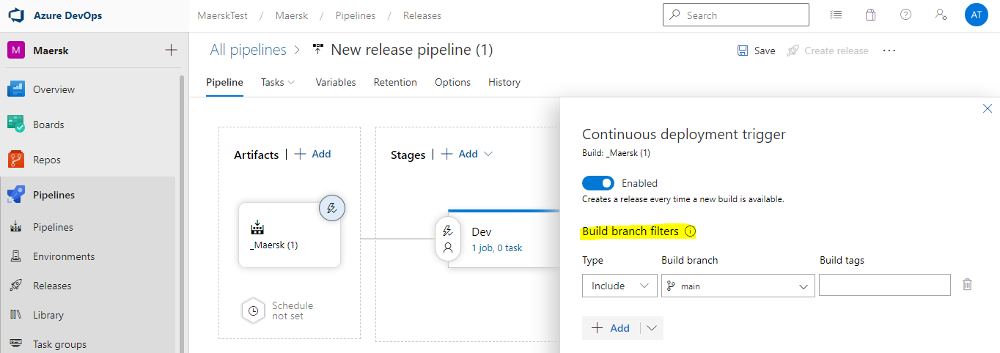 Azure DevOps
MaerskTest / Maersk / Pipelines / Releases
Search
AT
M Maersk
All pipelines > New release pipeline (1)
Save Create release ...
Overview
Pipeline Tasks Variables Retention Options History
Boards
Repos
Pipelines
Pipelines
Environments
Releases
Library
Task groups
Artifacts | + Add
_Maersk (1)
Schedule
not set
Stages | + Add
Dev
1 job, 0 task
Continuous deployment trigger
Build: _Maersk (1)
Enabled
Creates a release every time a new build is available.
Build branch filters
Type Build branch Build tags
Include main
+ Add